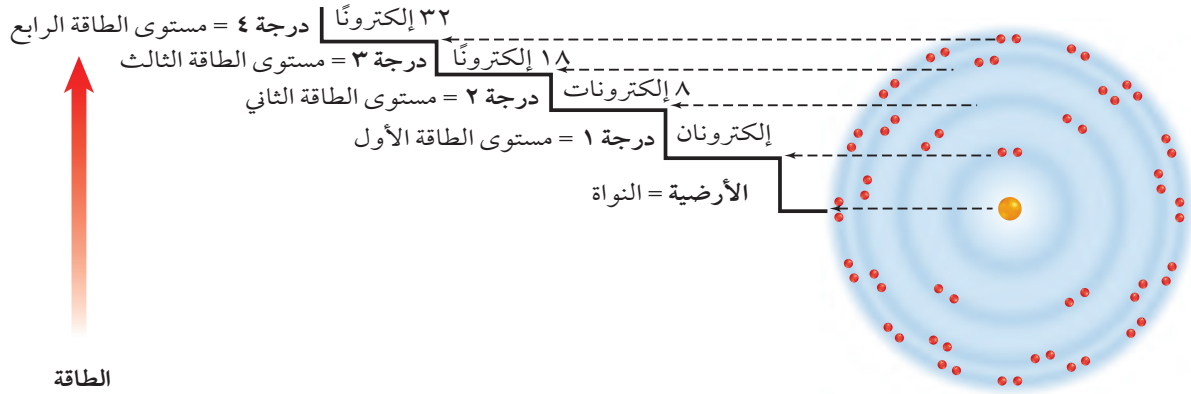 ٣٢ إلكترونًا
درجة ٤ = مستوى الطاقة الرابع
١٨ إلكترونًا
درجة ٣ = مستوى الطاقة الثالث
٨ إلكترونات
درجة ٢ = مستوى الطاقة الثاني
إلكترونان
درجة ١ = مستوى الطاقة الأول
الأرضية = النواة
الطاقة